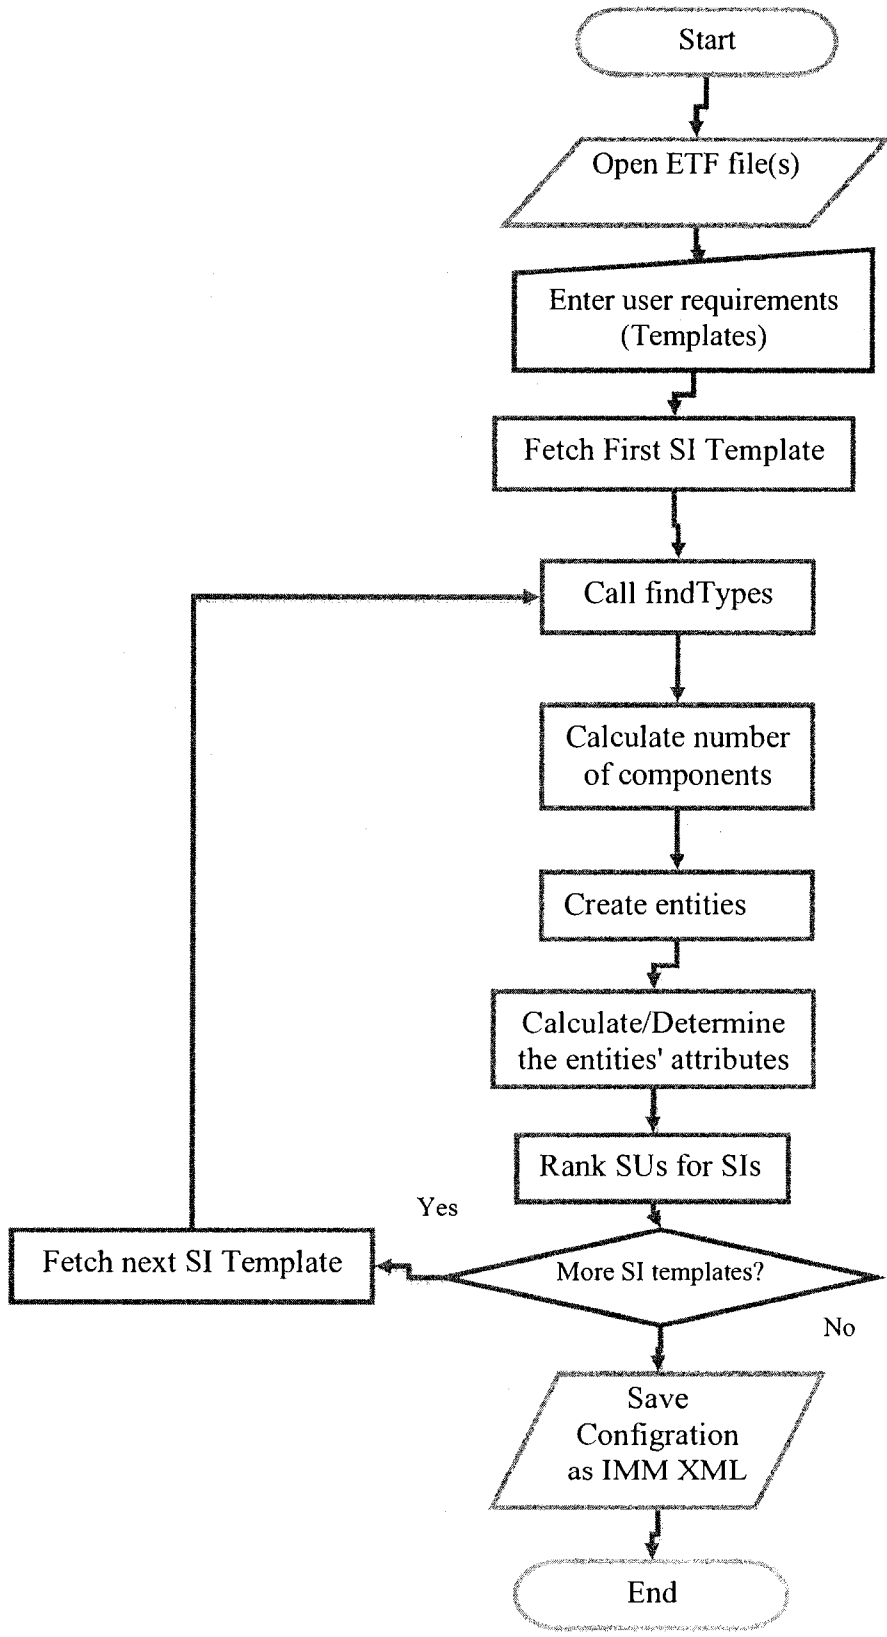 Start
Open ETF file(s)
Enter user requirements
(Templates)
Fetch First SI Template
Call findTypes
Calculate number
of components
Create entities
Calculate/Determine
the entities' attributes
Rank SUs for SIs
Yes
Fetch next SI Template
More SI templates?
No
Save
Configration
as IMM XML
End